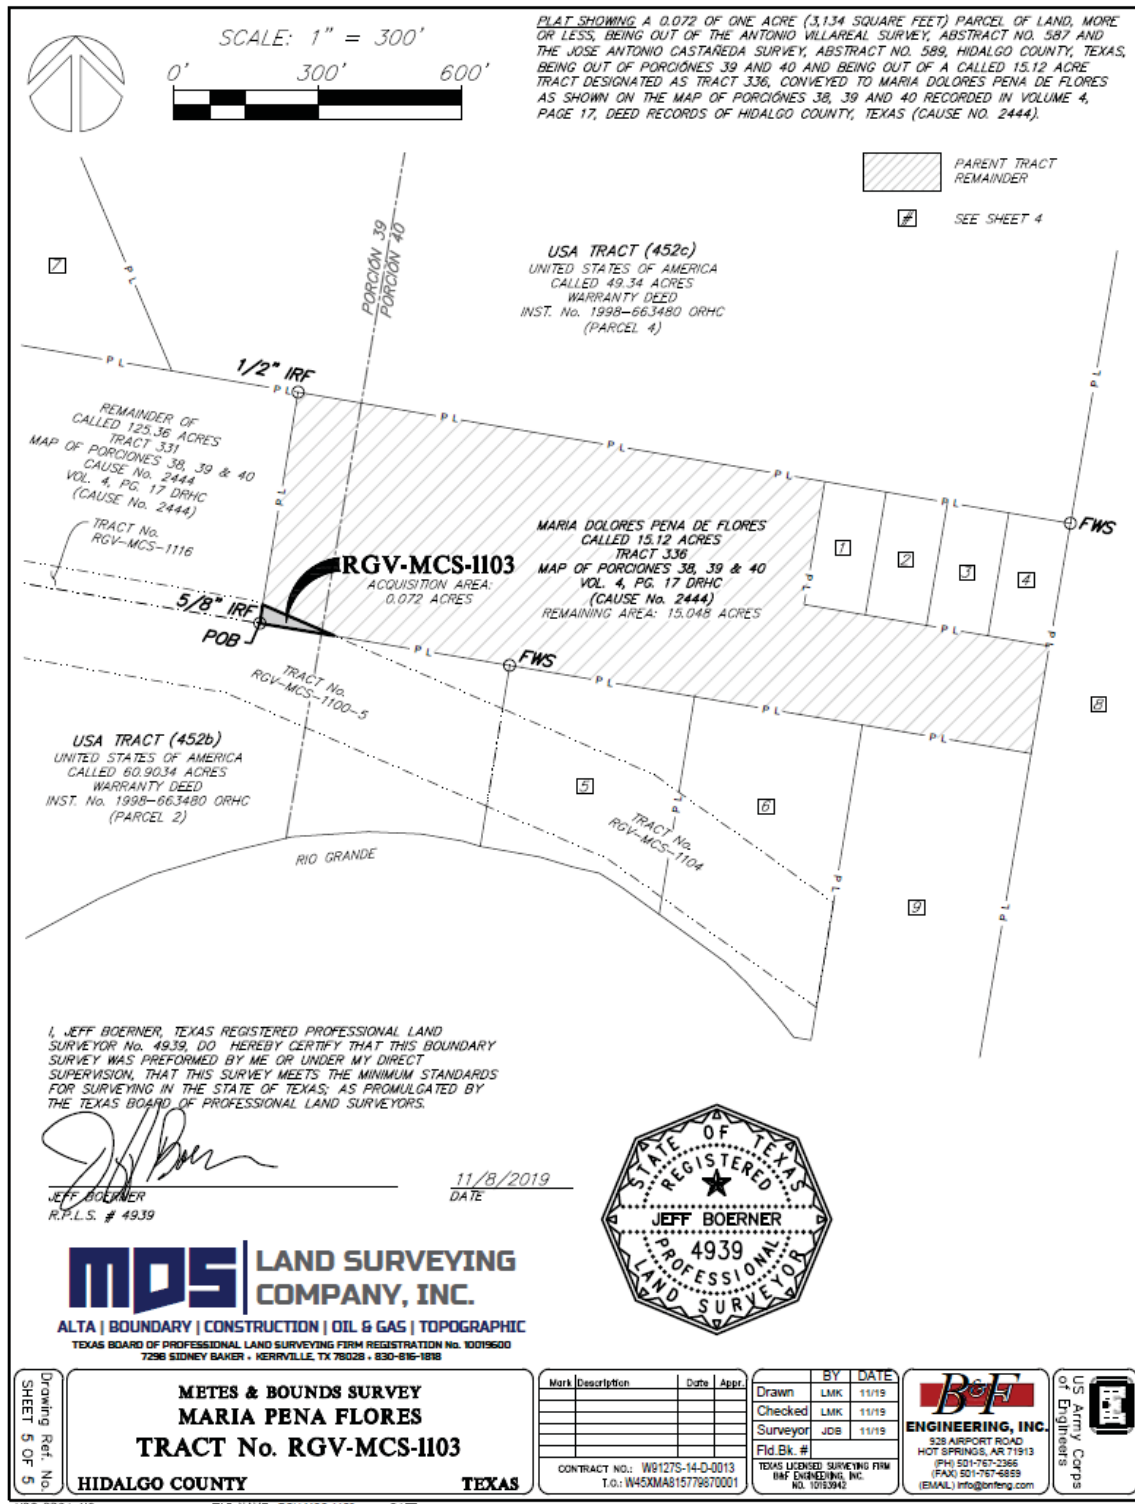 SCALE: 1" = 300'
0' 300' 600'
PLAT SHOWING A 0.072 OF ONE ACRE (3,134 SQUARE FEET) PARCEL OF LAND, MORE
OR LESS, BEING OUT OF THE ANTONIO VILLAREAL SURVEY, ABSTRACT NO. 587 AND
THE JOSE ANTONIO CASTAÑEDA SURVEY, ABSTRACT NO. 589, HIDALGO COUNTY, TEXAS,
BEING OUT OF PORCIÓNES 39 AND 40 AND BEING OUT OF A CALLED 15.12 ACRE
TRACT DESIGNATED AS TRACT 336, CONVEYED TO MARIA DOLORES PENA DE FLORES
AS SHOWN ON THE MAP OF PORCIÓNES 38, 39 AND 40 RECORDED IN VOLUME 4,
PAGE 17, DEED RECORDS OF HIDALGO COUNTY, TEXAS (CAUSE NO. 2444).
PARENT TRACT
REMAINDER
# SEE SHEET 4
PORCIÓN 39
PORCIÓN 40
7
P L
USA TRACT (452c)
UNITED STATES OF AMERICA
CALLED 49.34 ACRES
WARRANTY DEED
INST. No. 1998-663480 ORHC
(PARCEL 4)
P L
P L
1/2" IRF
P L
P L
P L
P L
P L
REMAINDER OF
CALLED 125.36 ACRES
TRACT 331
MAP OF PORCIONES 38, 39 & 40
CAUSE No. 2444
VOL. 4, PG. 17 DRHC
(CAUSE No. 2444)
P L
TRACT No.
RGV-MCS-1116
FWS
MARIA DOLORES PENA DE FLORES
CALLED 15.12 ACRES
TRACT 336
MAP OF PORCIONES 38, 39 & 40
VOL. 4, PG. 17 DRHC
(CAUSE No. 2444)
REMAINING AREA: 15.048 ACRES
1
2
3
4
P L
P L
P L
RGV-MCS-1103
ACQUISITION AREA:
0.072 ACRES
5/8" IRF
POB
P L
FWS
P L
P L
P L
8
TRACT No.
RGV-MCS-1100-5
USA TRACT (452b)
UNITED STATES OF AMERICA
CALLED 60.9034 ACRES
WARRANTY DEED
INST. No. 1998-663480 ORHC
(PARCEL 2)
5
P L
6
TRACT No.
RGV-MCS-1104
RIO GRANDE
P L
9
P L
I, JEFF BOERNER, TEXAS REGISTERED PROFESSIONAL LAND
SURVEYOR No. 4939, DO HEREBY CERTIFY THAT THIS BOUNDARY
SURVEY WAS PREFORMED BY ME OR UNDER MY DIRECT
SUPERVISION, THAT THIS SURVEY MEETS THE MINIMUM STANDARDS
FOR SURVEYING IN THE STATE OF TEXAS; AS PROMULGATED BY
THE TEXAS BOARD OF PROFESSIONAL LAND SURVEYORS.
11/8/2019
JEFF BOERNER
DATE
R.P.L.S. # 4939
STATE OF TEXAS
REGISTERED
JEFF BOERNER
4939
PROFESSIONAL
LAND SURVEYOR
MDS LAND SURVEYING
COMPANY, INC.
ALTA | BOUNDARY | CONSTRUCTION | OIL & GAS | TOPOGRAPHIC
TEXAS BOARD OF PROFESSIONAL LAND SURVEYING FIRM REGISTRATION No. 10019600
729B SIDNEY BAKER • KERRVILLE, TX 78028 • 830-816-1818
Drawing Ref. No.
SHEET 5 OF 5
METES & BOUNDS SURVEY
MARIA PENA FLORES
TRACT No. RGV-MCS-1103
HIDALGO COUNTY TEXAS
Mark Description Date Appr.
CONTRACT NO.: W9127S-14-D-0013
T.O.: W45XMA815779870001
BY DATE
Drawn LMK 11/19
Checked LMK 11/19
Surveyor JDB 11/19
Fld.Bk. #
TEXAS LICENSED SURVEYING FIRM
B&F ENGINEERING, INC.
NO. 10193942
B&F
ENGINEERING, INC.
928 AIRPORT ROAD
HOT SPRINGS, AR 71913
(PH) 501-767-2366
(FAX) 501-767-6859
(EMAIL) info@bnfeng.com
US Army Corps
of Engineers